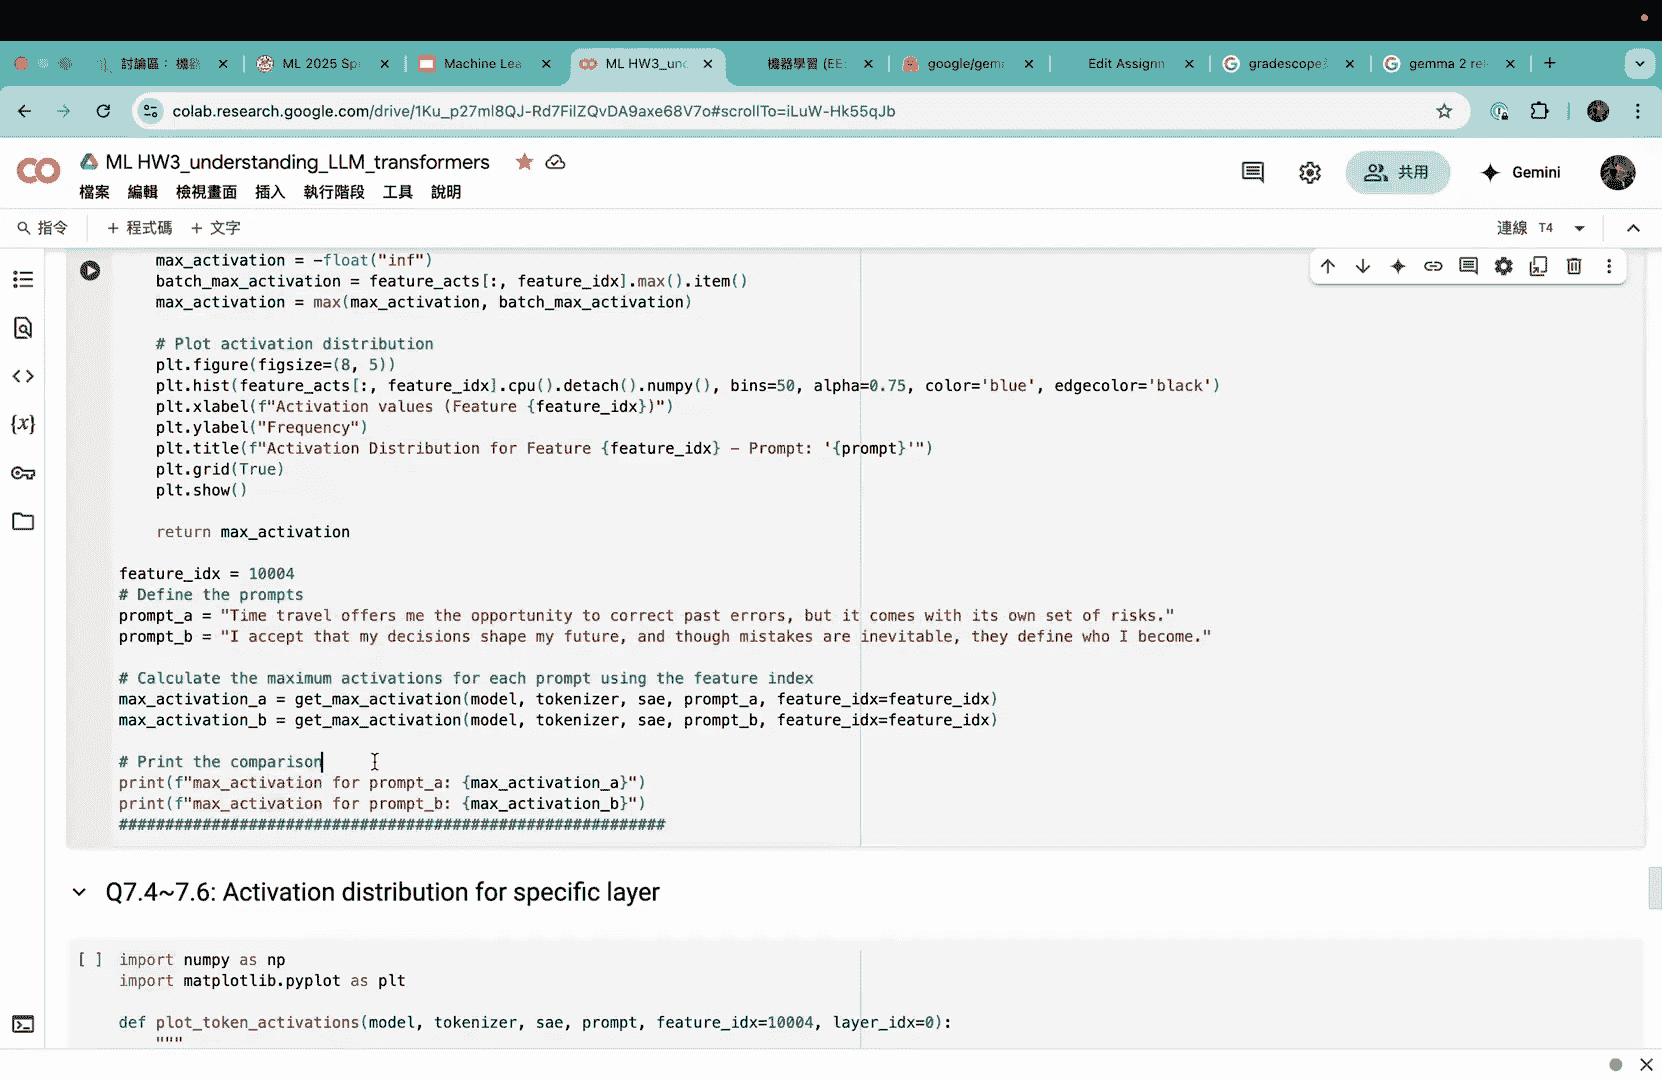 討論區：機器
ML 2025 Sp
Machine Lea
ML HW3_und
機器學習 (EE
google/gem
Edit Assignm
gradescope
gemma 2 re
colab.research.google.com/drive/1Ku_p27ml8QJ-Rd7FilZQvDA9axe68V7o#scrollTo=iLuW-Hk55qJb
ML HW3_understanding_LLM_transformers
檔案 編輯 檢視畫面 插入 執行階段 工具 說明
共用
Gemini
指令 + 程式碼 + 文字
連線 T4
max_activation = -float("inf")
batch_max_activation = feature_acts[:, feature_idx].max().item()
max_activation = max(max_activation, batch_max_activation)
# Plot activation distribution
plt.figure(figsize=(8, 5))
plt.hist(feature_acts[:, feature_idx].cpu().detach().numpy(), bins=50, alpha=0.75, color='blue', edgecolor='black')
plt.xlabel(f"Activation values (Feature {feature_idx})")
plt.ylabel("Frequency")
plt.title(f"Activation Distribution for Feature {feature_idx} - Prompt: '{prompt}'")
plt.grid(True)
plt.show()
return max_activation
feature_idx = 10004
# Define the prompts
prompt_a = "Time travel offers me the opportunity to correct past errors, but it comes with its own set of risks."
prompt_b = "I accept that my decisions shape my future, and though mistakes are inevitable, they define who I become."
# Calculate the maximum activations for each prompt using the feature index
max_activation_a = get_max_activation(model, tokenizer, sae, prompt_a, feature_idx=feature_idx)
max_activation_b = get_max_activation(model, tokenizer, sae, prompt_b, feature_idx=feature_idx)
# Print the comparison
print(f"max_activation for prompt_a: {max_activation_a}")
print(f"max_activation for prompt_b: {max_activation_b}")
###########################################################
Q7.4~7.6: Activation distribution for specific layer
[ ] import numpy as np
import matplotlib.pyplot as plt
def plot_token_activations(model, tokenizer, sae, prompt, feature_idx=10004, layer_idx=0):
"""